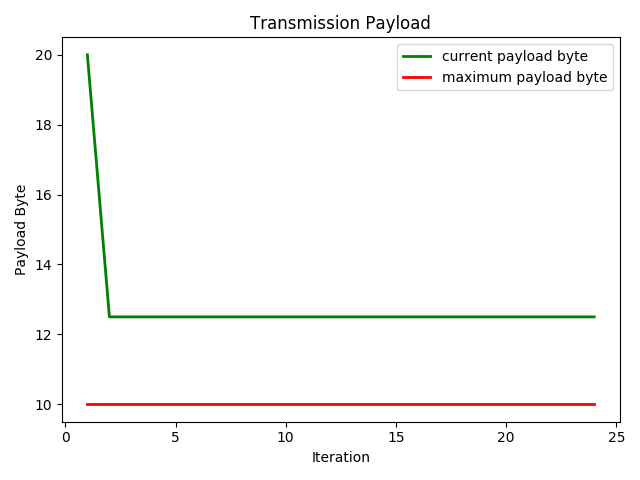 Transmission Payload
current payload byte
maximum payload byte
Payload Byte
20
18
16
14
12
10
0 5 10 15 20 25
Iteration